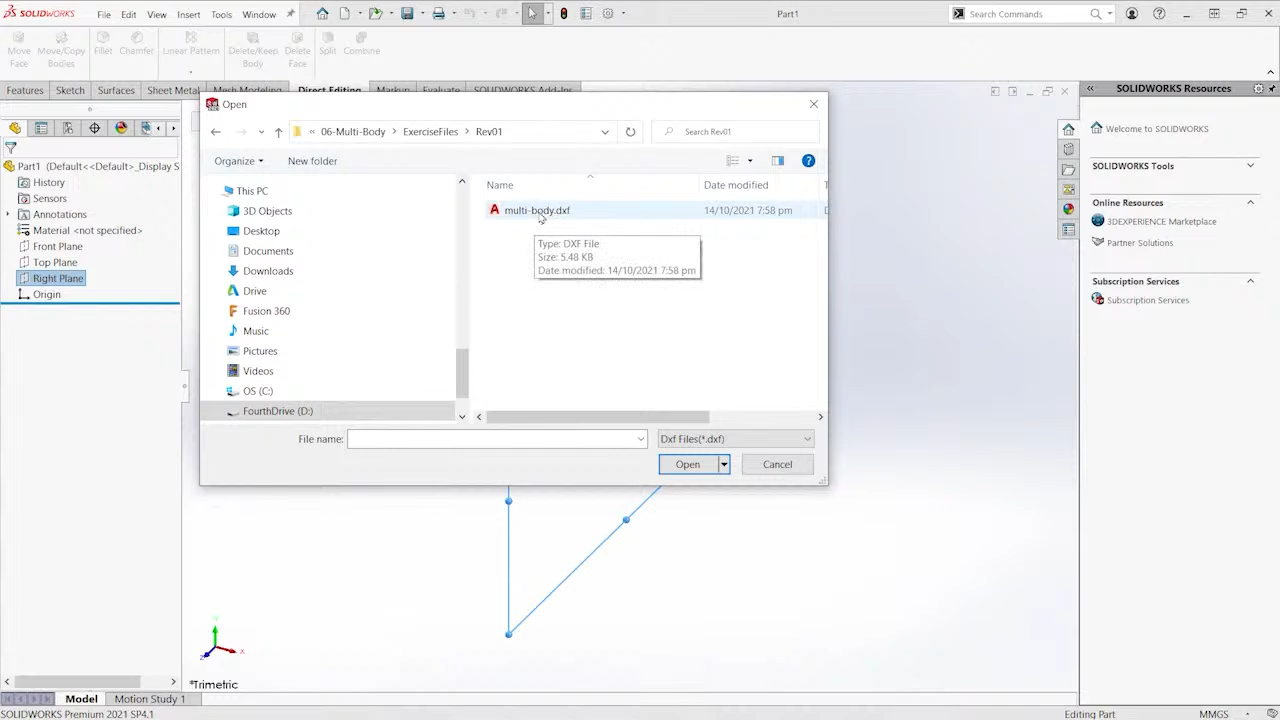 SOLIDWORKS File Edit View Insert Tools Window Part1 Search Commands
Move Face Move/Copy Bodies Fillet Chamfer Linear Pattern Delete/Keep Body Delete Face Split Combine
Features Sketch Surfaces Sheet Metal Mesh Modeling Direct Editing Markup Evaluate SOLIDWORKS Add-Ins
SOLIDWORKS Resources
Open
« 06-Multi-Body > ExerciseFiles > Rev01
Search Rev01
Organize New folder
Part1 (Default<<Default>_Display S
History
Sensors
Annotations
Material <not specified>
Front Plane
Top Plane
Right Plane
Origin
This PC
3D Objects
Desktop
Documents
Downloads
Drive
Fusion 360
Music
Pictures
Videos
OS (C:)
FourthDrive (D:)
Name Date modified
multi-body.dxf 14/10/2021 7:58 pm
Type: DXF File
Size: 5.48 KB
Date modified: 14/10/2021 7:58 pm
File name: Dxf Files(*.dxf)
Open Cancel
Welcome to SOLIDWORKS
SOLIDWORKS Tools
Online Resources
3DEXPERIENCE Marketplace
Partner Solutions
Subscription Services
Subscription Services
Y
X
Z
*Trimetric
Model Motion Study 1
SOLIDWORKS Premium 2021 SP4.1 Editing Part MMGS